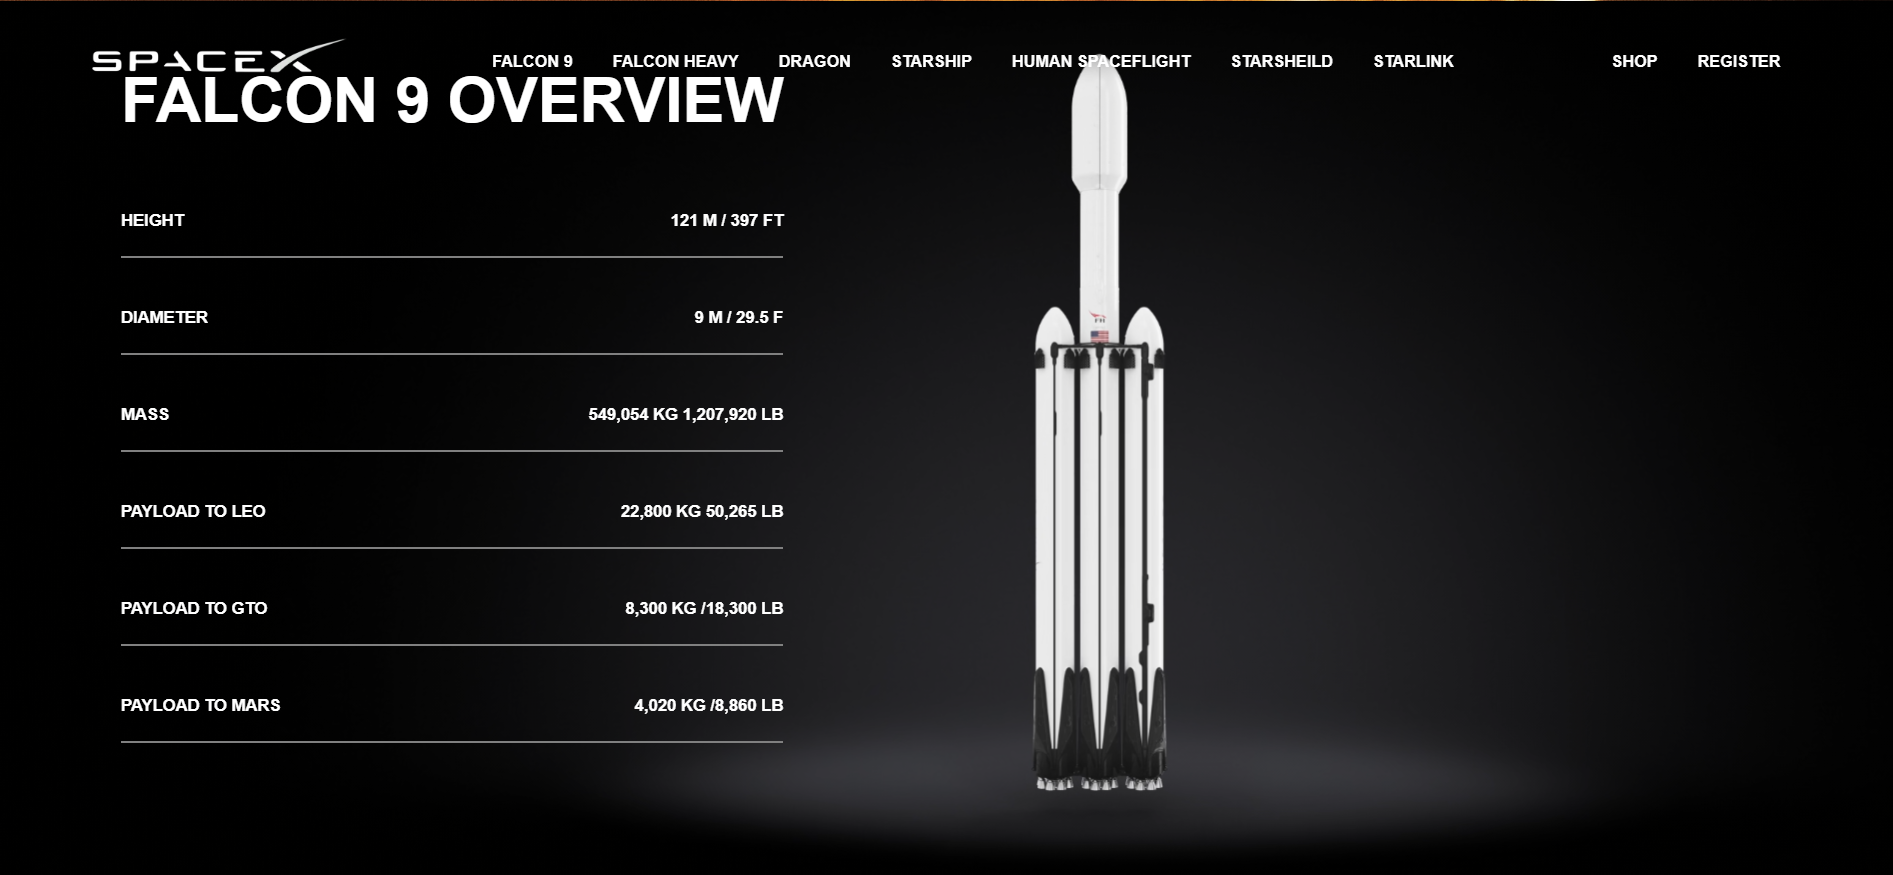 SPACEX
FALCON 9 FALCON HEAVY DRAGON STARSHIP HUMAN SPACEFLIGHT STARSHEILD STARLINK SHOP REGISTER
FALCON 9 OVERVIEW
HEIGHT 121 M / 397 FT
DIAMETER 9 M / 29.5 F
MASS 549,054 KG 1,207,920 LB
PAYLOAD TO LEO 22,800 KG 50,265 LB
PAYLOAD TO GTO 8,300 KG /18,300 LB
PAYLOAD TO MARS 4,020 KG /8,860 LB
FH